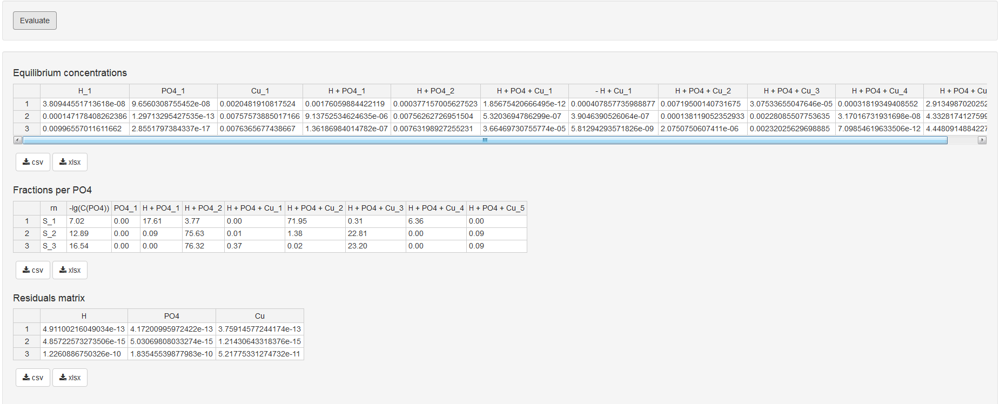 Evaluate
Equilibrium concentrations
H_1 PO4_1 Cu_1 H + PO4_1 H + PO4_2 H + PO4 + Cu_1 - H + Cu_1 H + PO4 + Cu_2 H + PO4 + Cu_3 H + PO4 + Cu_4 H + PO4 + Cu
1 3.80944551713618e-08 9.6560308755452e-08 0.0020481910817524 0.00176059884422119 0.000377157005627523 1.85675420666495e-12 0.000407857735988877 0.00719500140731675 3.07533655047646e-05 0.00031819349408552 2.9134987020252
2 0.000147178408262386 1.29713295427535e-13 0.00757573885017166 9.13752534624635e-06 0.00756262726951504 5.3203694786299e-07 3.9046390526064e-07 0.000138119052352933 0.00228085507753635 3.17016731931698e-08 4.3328174127599
3 0.00996557011611662 2.8551797384337e-17 0.0076365677438667 1.36186984014782e-07 0.00763198927255231 3.66469730755774e-05 5.81294293571826e-09 2.0750750607411e-06 0.00232025629698885 7.09854619633506e-12 4.4480914884227
csv xlsx
Fractions per PO4
rn -lg(C(PO4)) PO4_1 H + PO4_1 H + PO4_2 H + PO4 + Cu_1 H + PO4 + Cu_2 H + PO4 + Cu_3 H + PO4 + Cu_4 H + PO4 + Cu_5
1 S_1 7.02 0.00 17.61 3.77 0.00 71.95 0.31 6.36 0.00
2 S_2 12.89 0.00 0.09 75.63 0.01 1.38 22.81 0.00 0.09
3 S_3 16.54 0.00 0.00 76.32 0.37 0.02 23.20 0.00 0.09
csv xlsx
Residuals matrix
H PO4 Cu
1 4.91100216049034e-13 4.17200995972422e-13 3.75914577244174e-13
2 4.85722573273506e-15 5.03069808033274e-15 1.21430643318376e-15
3 1.2260886750326e-10 1.83545539877983e-10 5.21775331274732e-11
csv xlsx